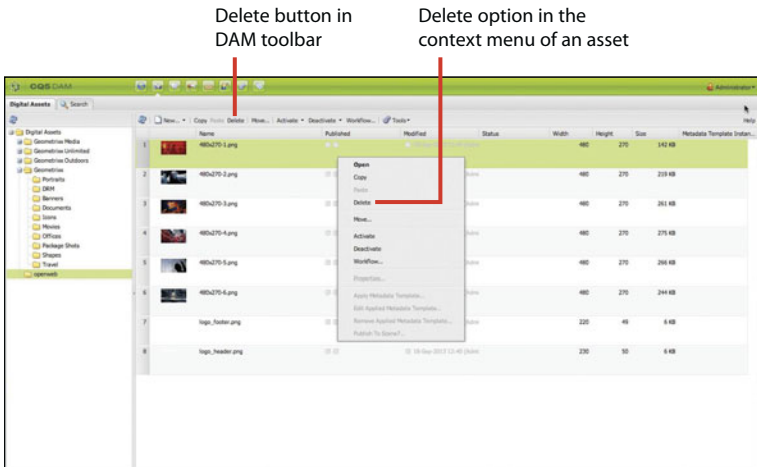 Delete button in
DAM toolbar
Delete option in the
context menu of an asset
CQ5 DAM
Administrator
Digital Assets Search
New... Copy Paste Delete Move... Activate Deactivate Workflow... Tools Help
Name Published Modified Status Width Height Size Metadata Template Instan...
Digital Assets
Geometrixx Media
Geometrixx Unlimited
Geometrixx Outdoors
Geometrixx
Portraits
DRM
Banners
Documents
Icons
Movies
Offices
Package Shots
Shapes
Travel
openweb
1 480x270-1.png 480 270 142 KB
2 480x270-2.png 480 270 219 KB
3 480x270-3.png 480 270 261 KB
4 480x270-4.png 480 270 275 KB
5 480x270-5.png 480 270 266 KB
6 480x270-6.png 480 270 244 KB
7 logo_footer.png 220 49 6 KB
8 logo_header.png 18-Sep-2013 12:40 (Admi 230 50 6 KB
Open
Copy
Paste
Delete
Move...
Activate
Deactivate
Workflow...
Properties...
Apply Metadata Template...
Edit Applied Metadata Template...
Remove Applied Metadata Template...
Publish To Scene7...